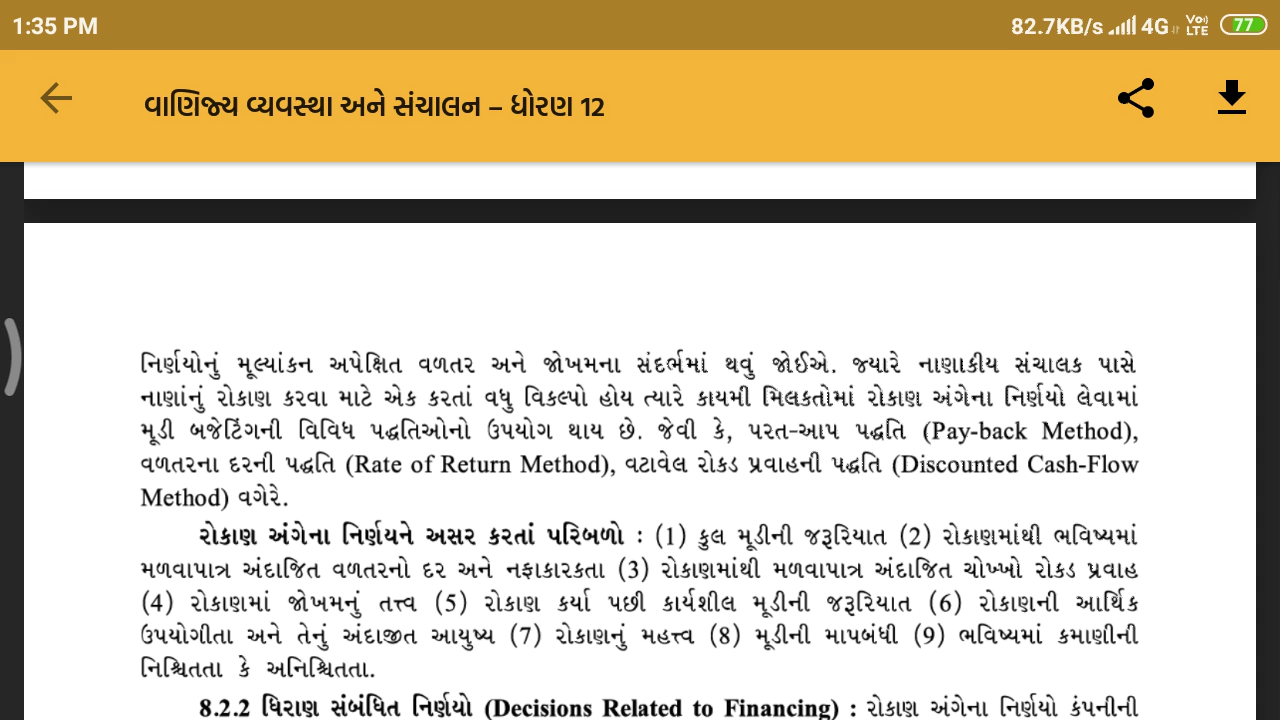 1:35 PM
82.7KB/s 4G Vo) LTE 77
વાણિજ્ય વ્યવસ્થા અને સંચાલન – ધોરણ 12
નિર્ણયોનું મૂલ્યાંકન અપેક્ષિત વળતર અને જોખમના સંદર્ભમાં થવું જોઈએ. જ્યારે નાણાકીય સંચાલક પાસે
નાણાંનું રોકાણ કરવા માટે એક કરતાં વધુ વિકલ્પો હોય ત્યારે કાયમી મિલકતોમાં રોકાણ અંગેના નિર્ણયો લેવામાં
મૂડી બજેટિંગની વિવિધ પદ્ધતિઓનો ઉપયોગ થાય છે. જેવી કે, પરત-આપ પદ્ધતિ (Pay-back Method),
વળતરના દરની પદ્ધતિ (Rate of Return Method), વટાવેલ રોકડ પ્રવાહની પદ્ધતિ (Discounted Cash-Flow
Method) વગેરે.
રોકાણ અંગેના નિર્ણયને અસર કરતાં પરિબળો : (1) કુલ મૂડીની જરૂરિયાત (2) રોકાણમાંથી ભવિષ્યમાં
મળવાપાત્ર અંદાજિત વળતરનો દર અને નફાકારકતા (3) રોકાણમાંથી મળવાપાત્ર અંદાજિત ચોખ્ખો રોકડ પ્રવાહ
(4) રોકાણમાં જોખમનું તત્ત્વ (5) રોકાણ કર્યા પછી કાર્યશીલ મૂડીની જરૂરિયાત (6) રોકાણની આર્થિક
ઉપયોગીતા અને તેનું અંદાજીત આયુષ્ય (7) રોકાણનું મહત્ત્વ (8) મૂડીની માપબંધી (9) ભવિષ્યમાં કમાણીની
નિશ્ચિતતા કે અનિશ્ચિતતા.
8.2.2 ધિરાણ સંબંધિત નિર્ણયો (Decisions Related to Financing) : રોકાણ અંગેના નિર્ણયો કંપનીની